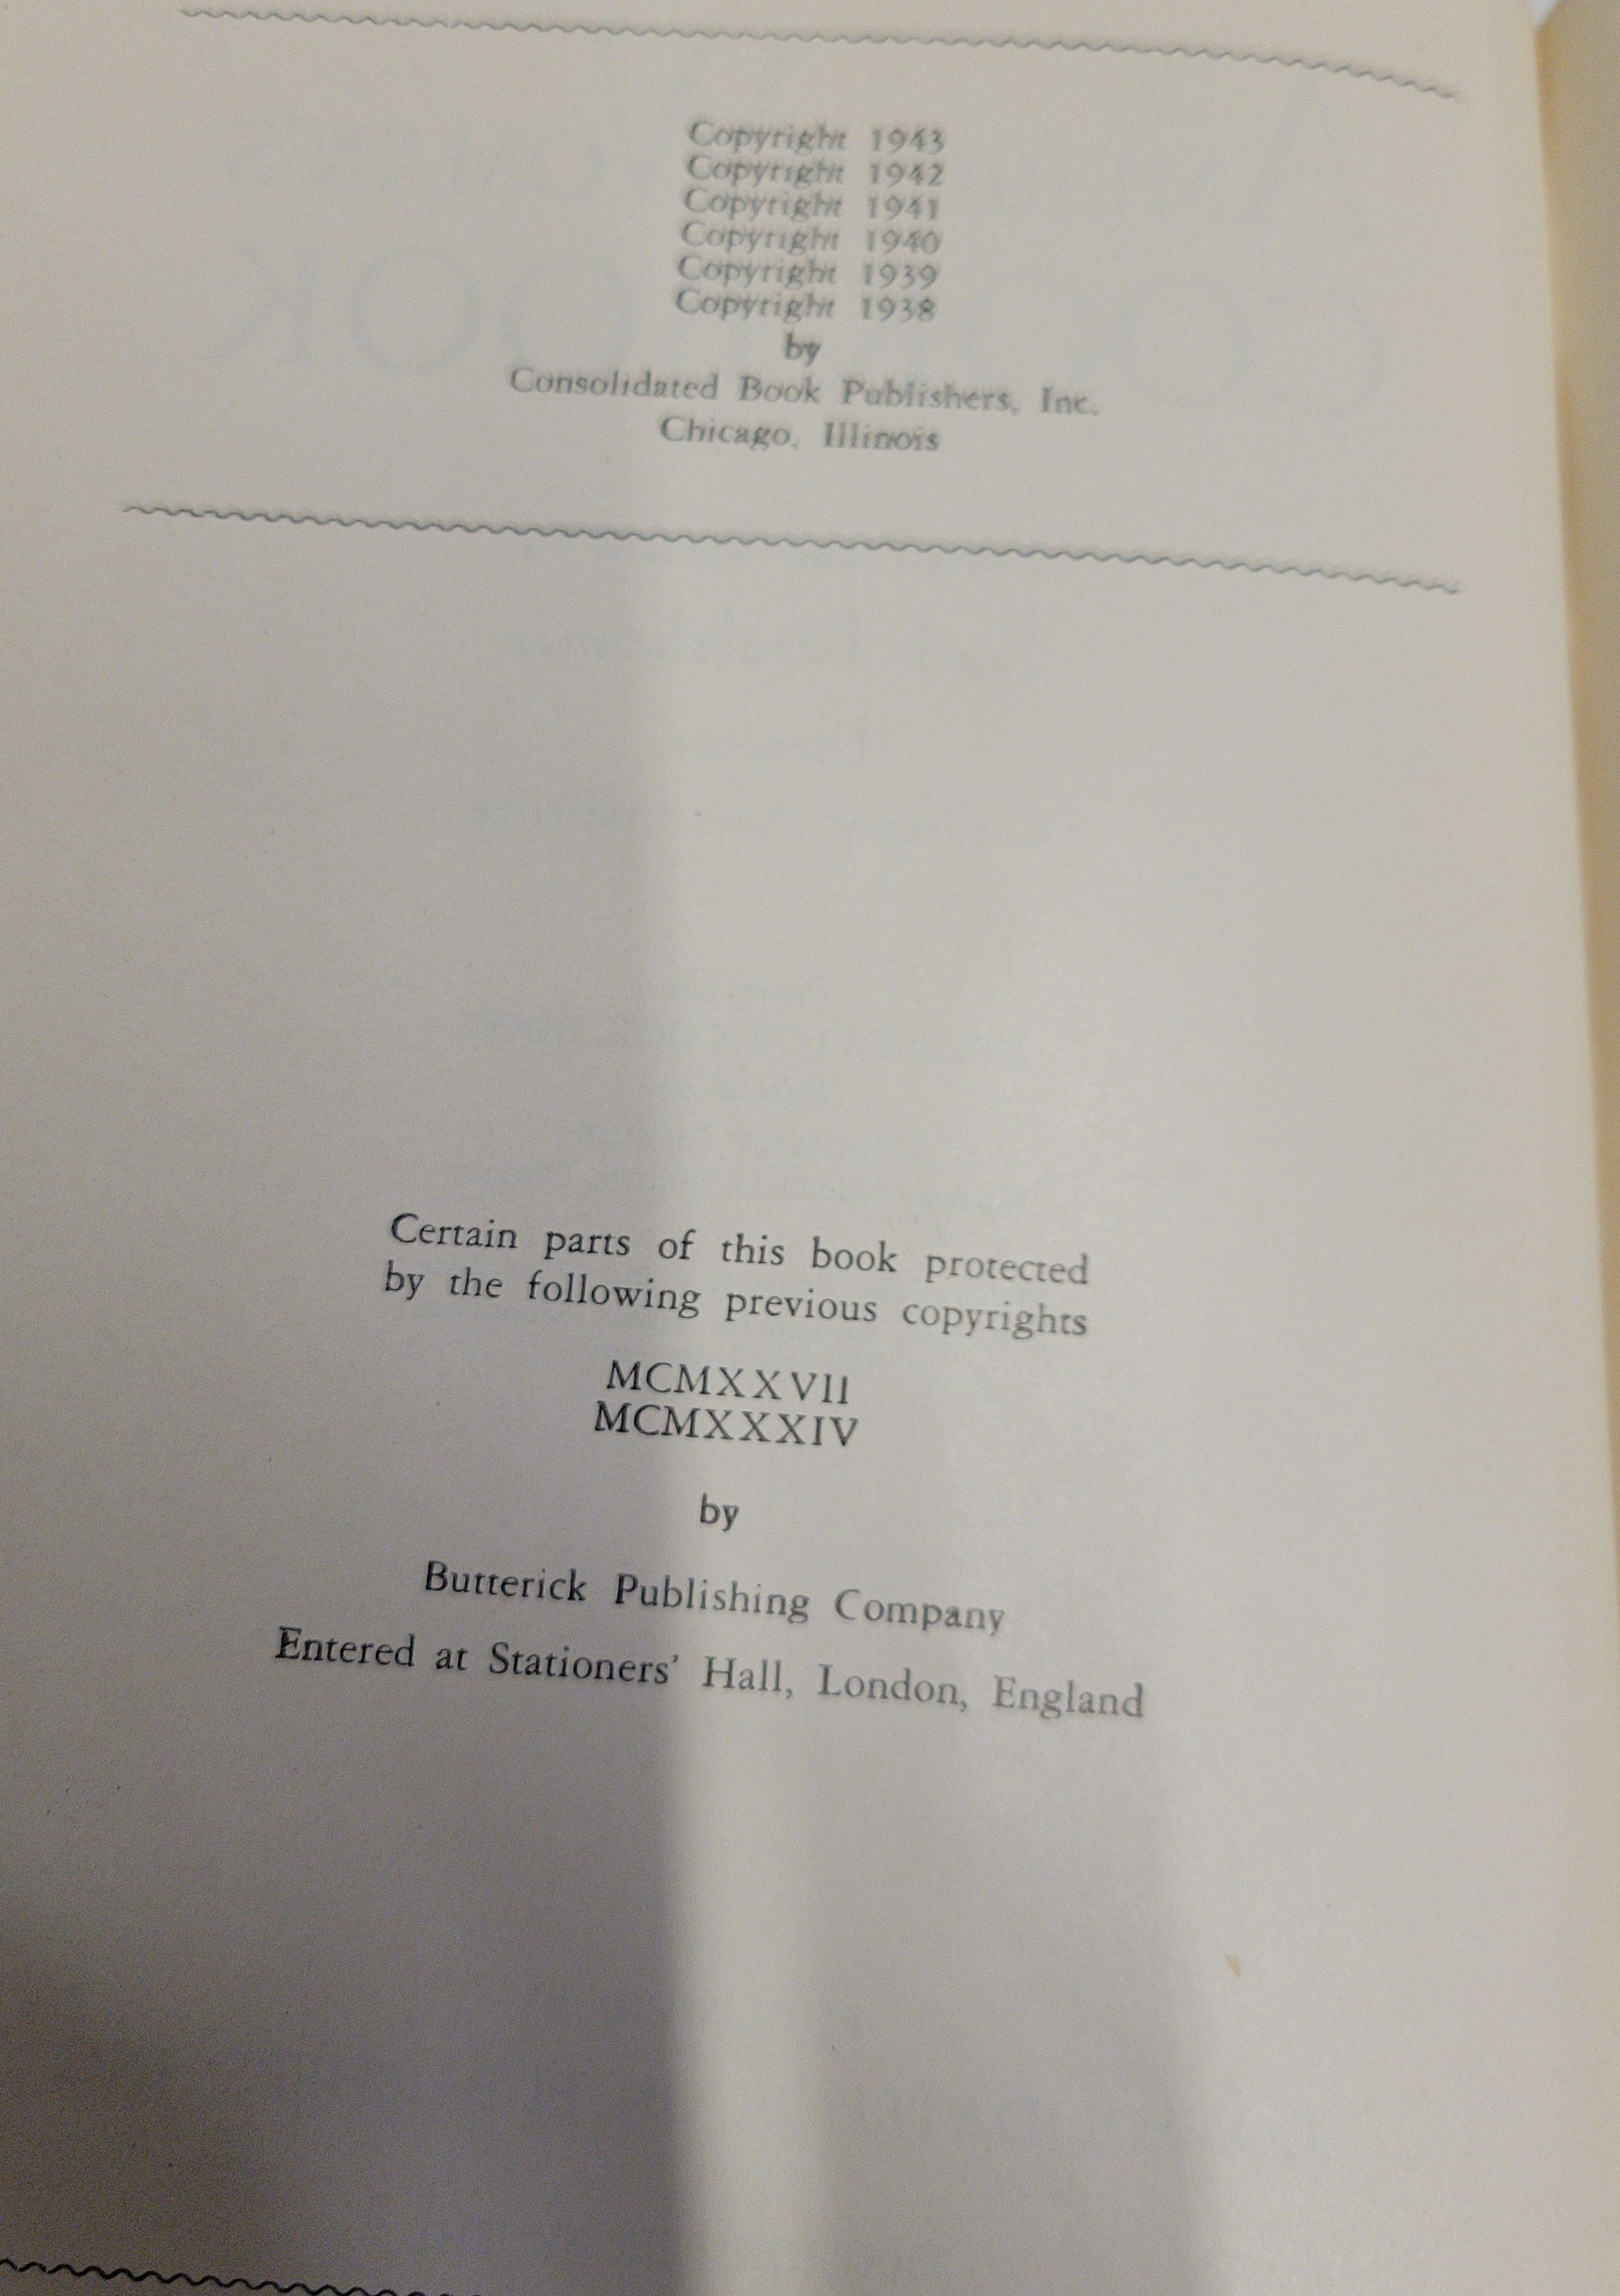 Copyright 1943
Copyright 1942
Copyright 1941
Copyright 1940
Copyright 1939
Copyright 1938
by
Consolidated Book Publishers, Inc.
Chicago, Illinois
Certain parts of this book protected
by the following previous copyrights
MCMXXVII
MCMXXXIV
by
Butterick Publishing Company
Entered at Stationers' Hall, London, England